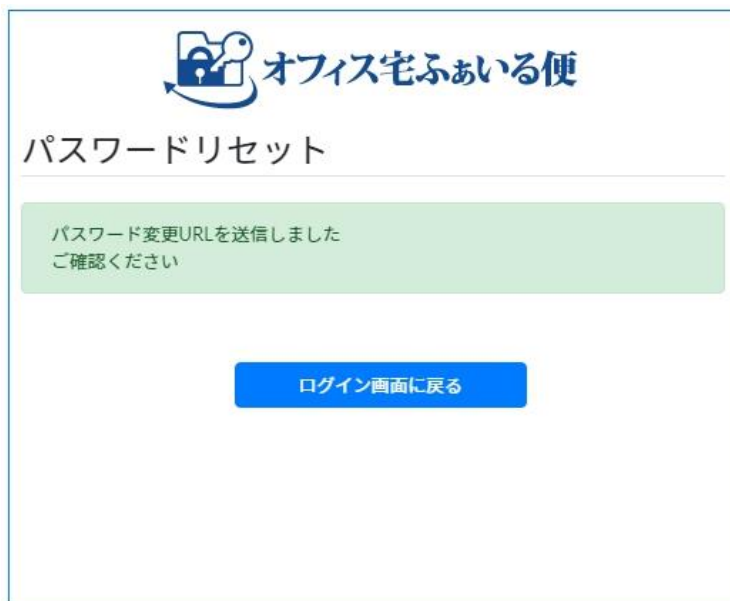 オフィス宅ふぁいる便
パスワードリセット
パスワード変更URLを送信しました
ご確認ください
ログイン画面に戻る